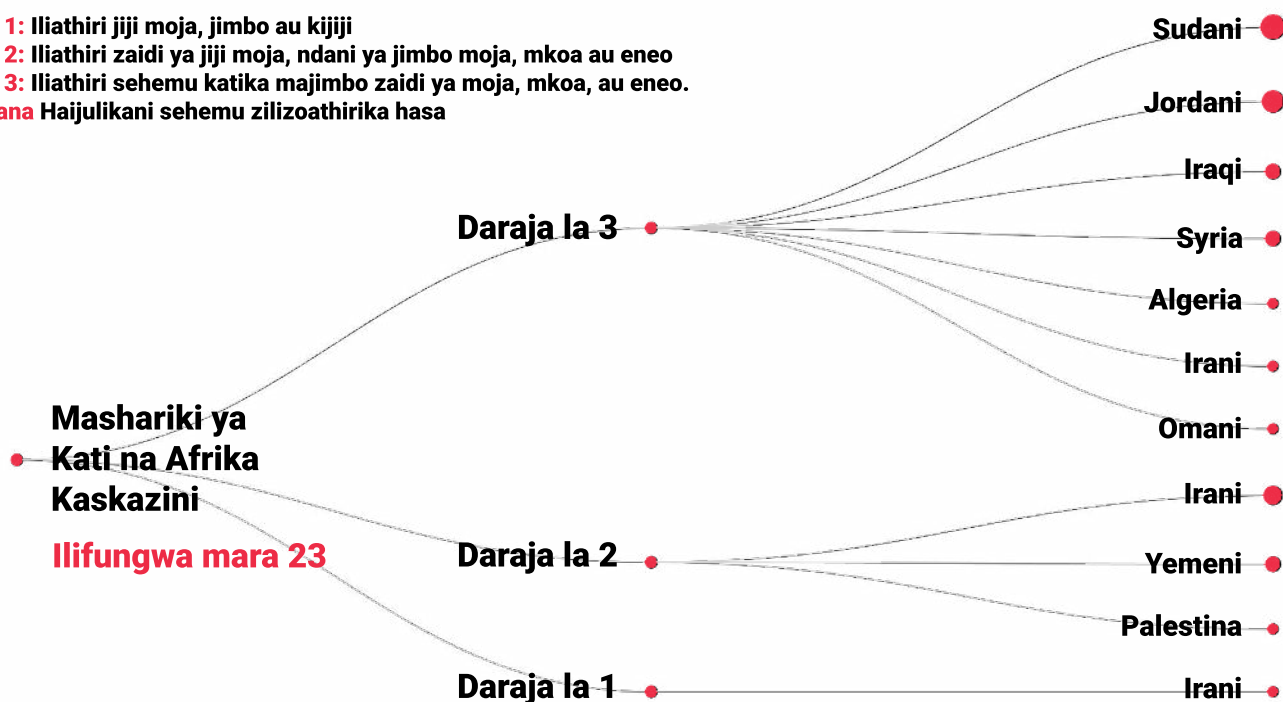 1: Iliathiri jiji moja, jimbo au kijiji
2: Iliathiri zaidi ya jiji moja, ndani ya jimbo moja, mkoa au eneo
3: Iliathiri sehemu katika majimbo zaidi ya moja, mkoa, au eneo.
ana Haijulikani sehemu zilizoathirika hasa
Sudani
Jordani
Iraqi
Daraja la 3
Syria
Algeria
Irani
Omani
Mashariki ya
Kati na Afrika
Kaskazini
Ilifungwa mara 23
Irani
Daraja la 2
Yemeni
Palestina
Daraja la 1
Irani